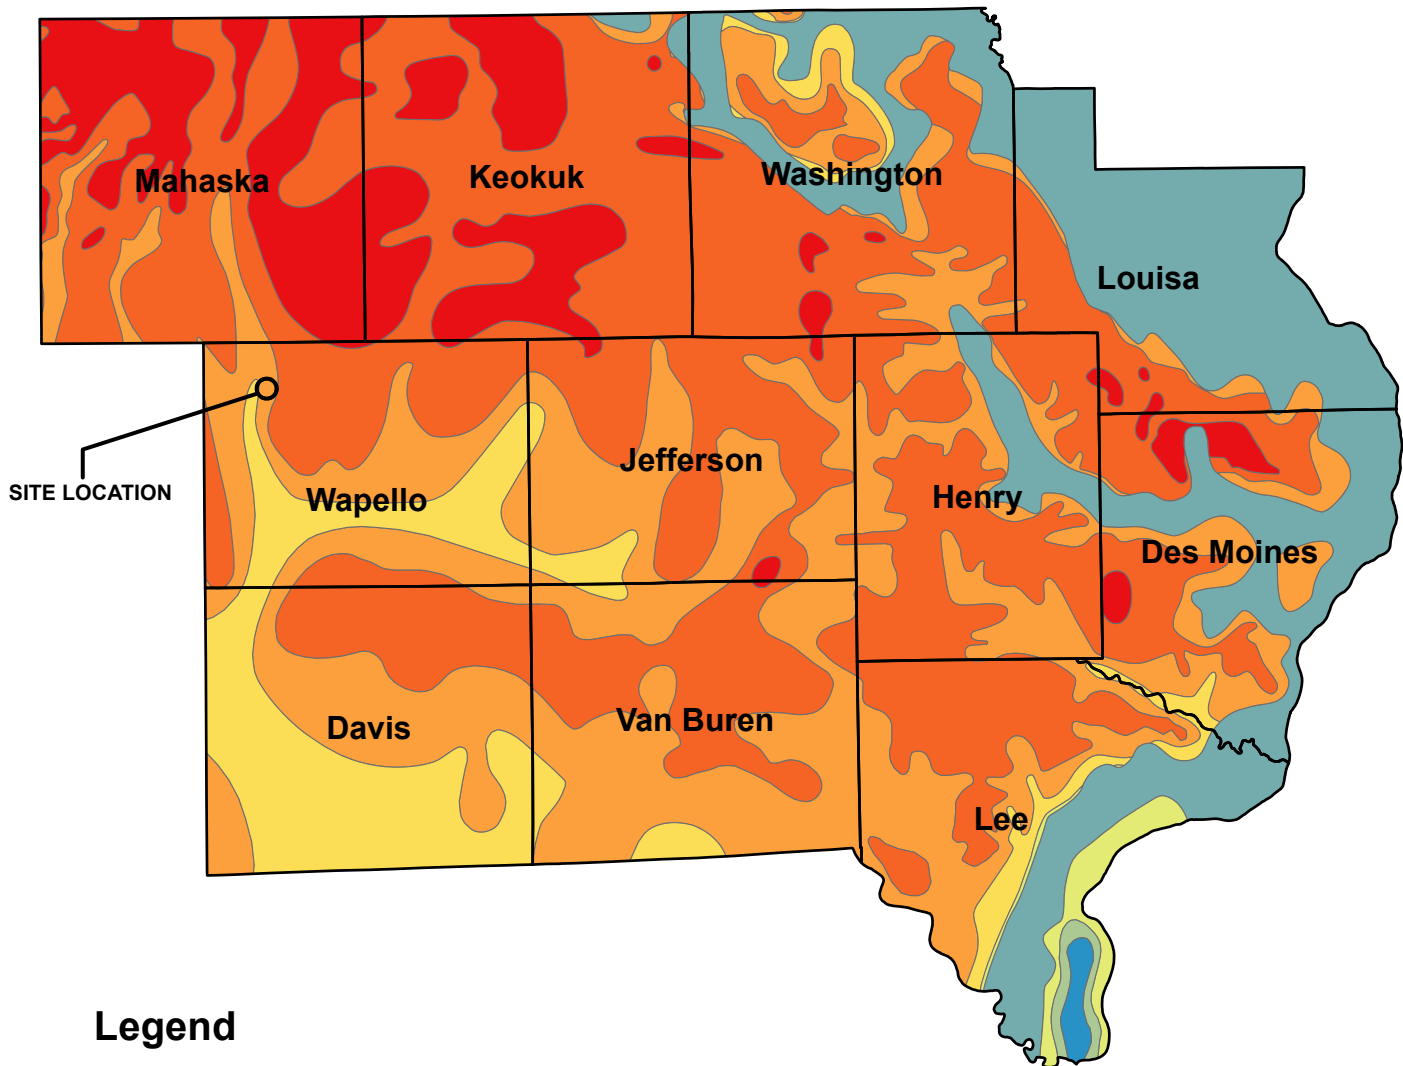 Mahaska
Keokuk
Washington
Louisa
SITE LOCATION
Wapello
Jefferson
Henry
Des Moines
Davis
Van Buren
Lee
Legend